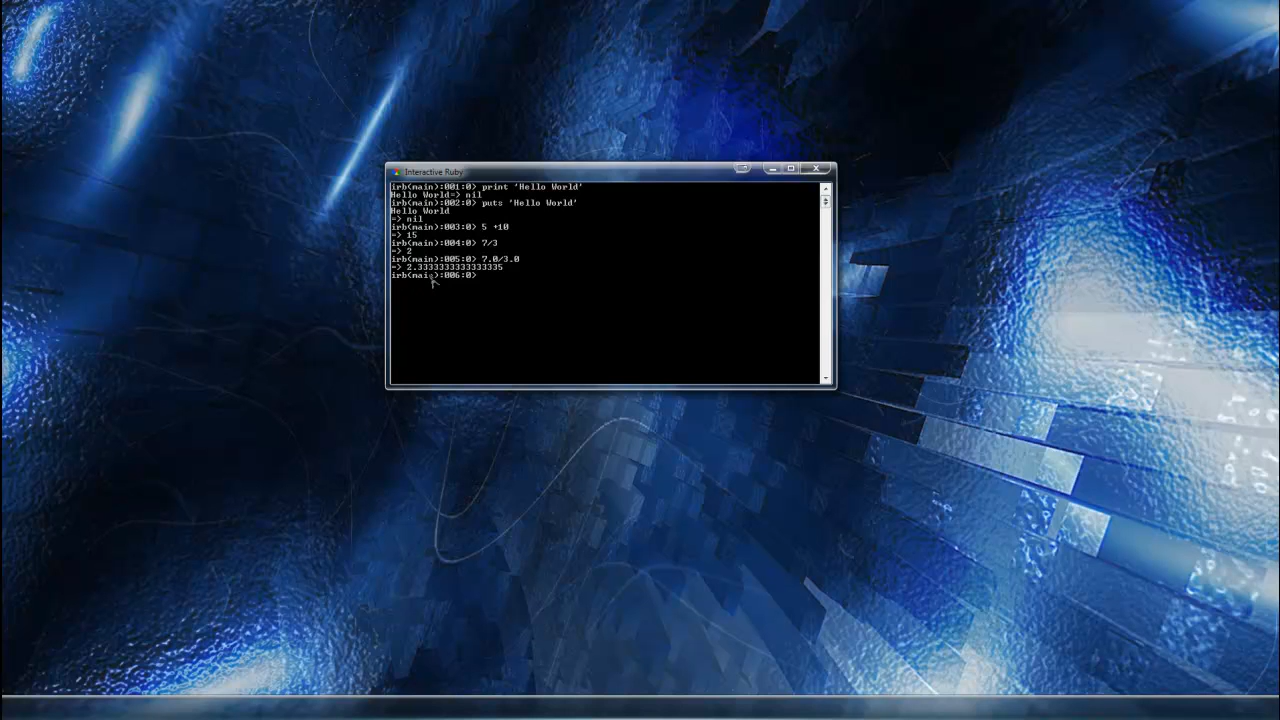 Interactive Ruby
irb(main):001:0> print 'Hello World'
Hello World=> nil
irb(main):002:0> puts 'Hello World'
Hello World
=> nil
irb(main):003:0> 5 +10
=> 15
irb(main):004:0> 7/3
=> 2
irb(main):005:0> 7.0/3.0
=> 2.3333333333333335
irb(main):006:0>